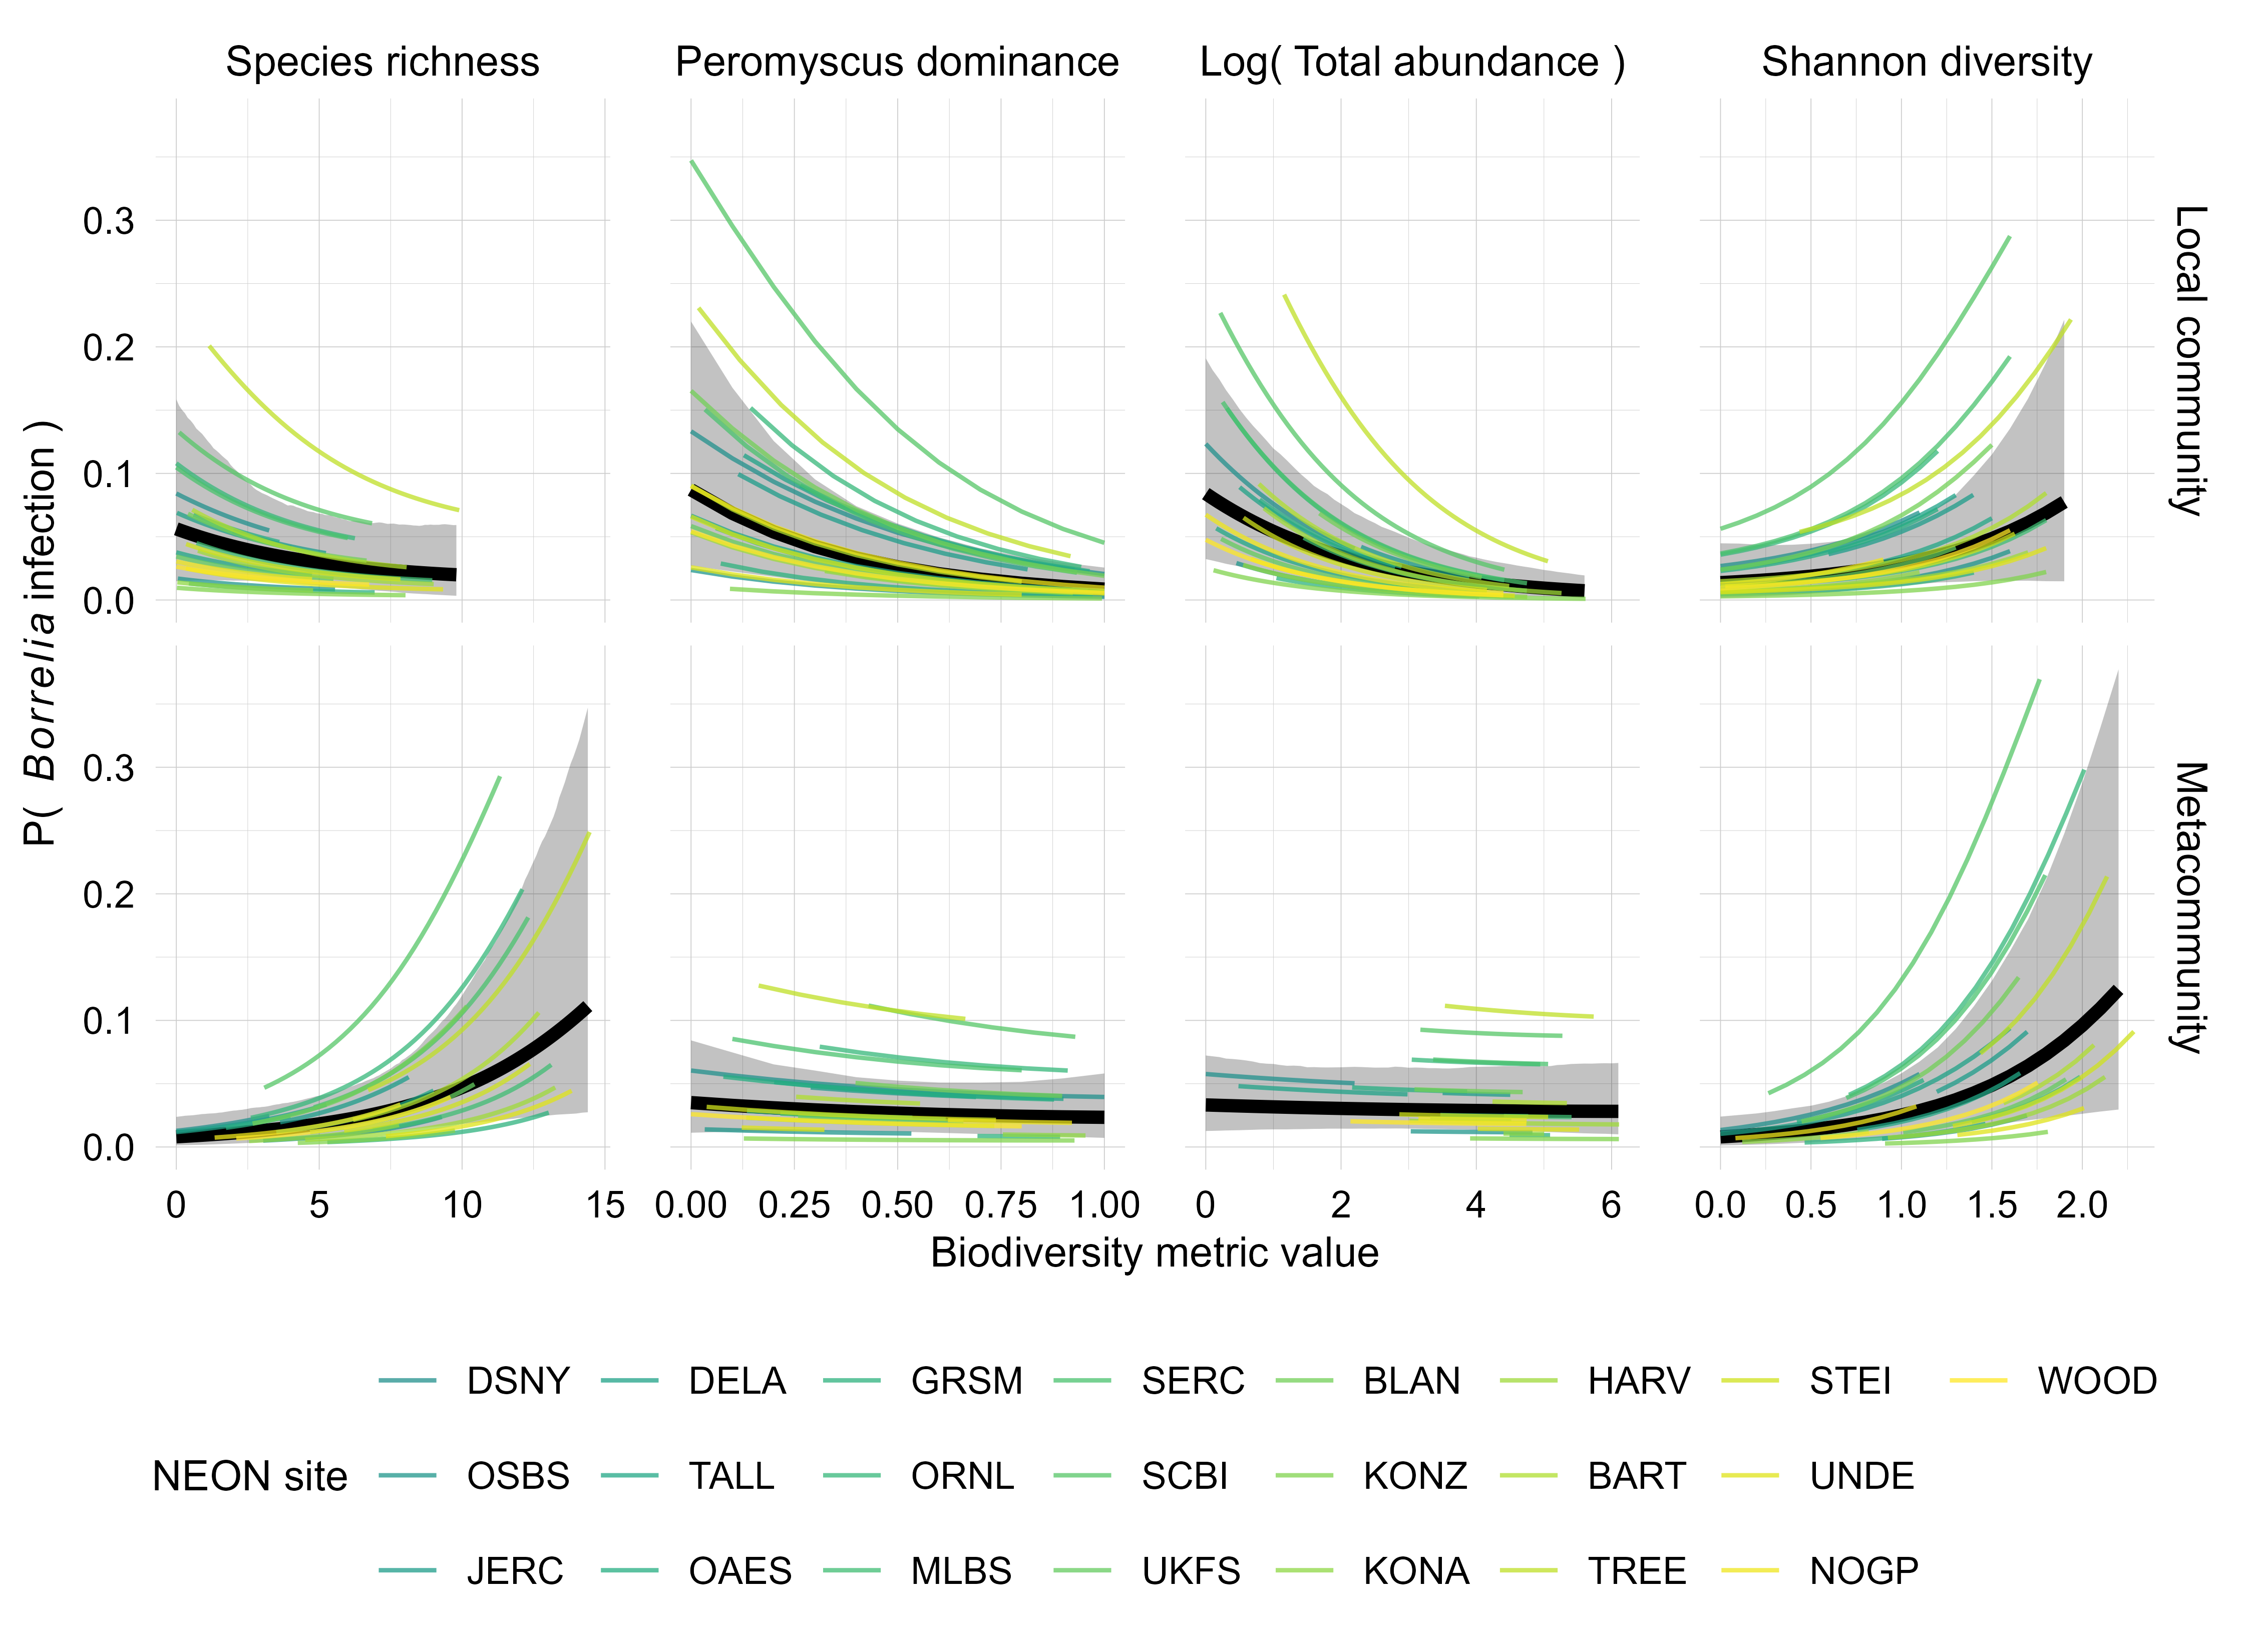 Species richness
Peromyscus dominance
Log( Total abundance )
Shannon diversity
P( Borrelia infection )
0.3
0.2
0.1
0.0
Local community
0.3
0.2
0.1
0.0
Metacommunity
0 5 10 15
0.00 0.25 0.50 0.75 1.00
0 2 4 6
0.0 0.5 1.0 1.5 2.0
Biodiversity metric value
NEON site
DSNY DELA GRSM SERC BLAN HARV STEI WOOD
OSBS TALL ORNL SCBI KONZ BART UNDE
JERC OAES MLBS UKFS KONA TREE NOGP